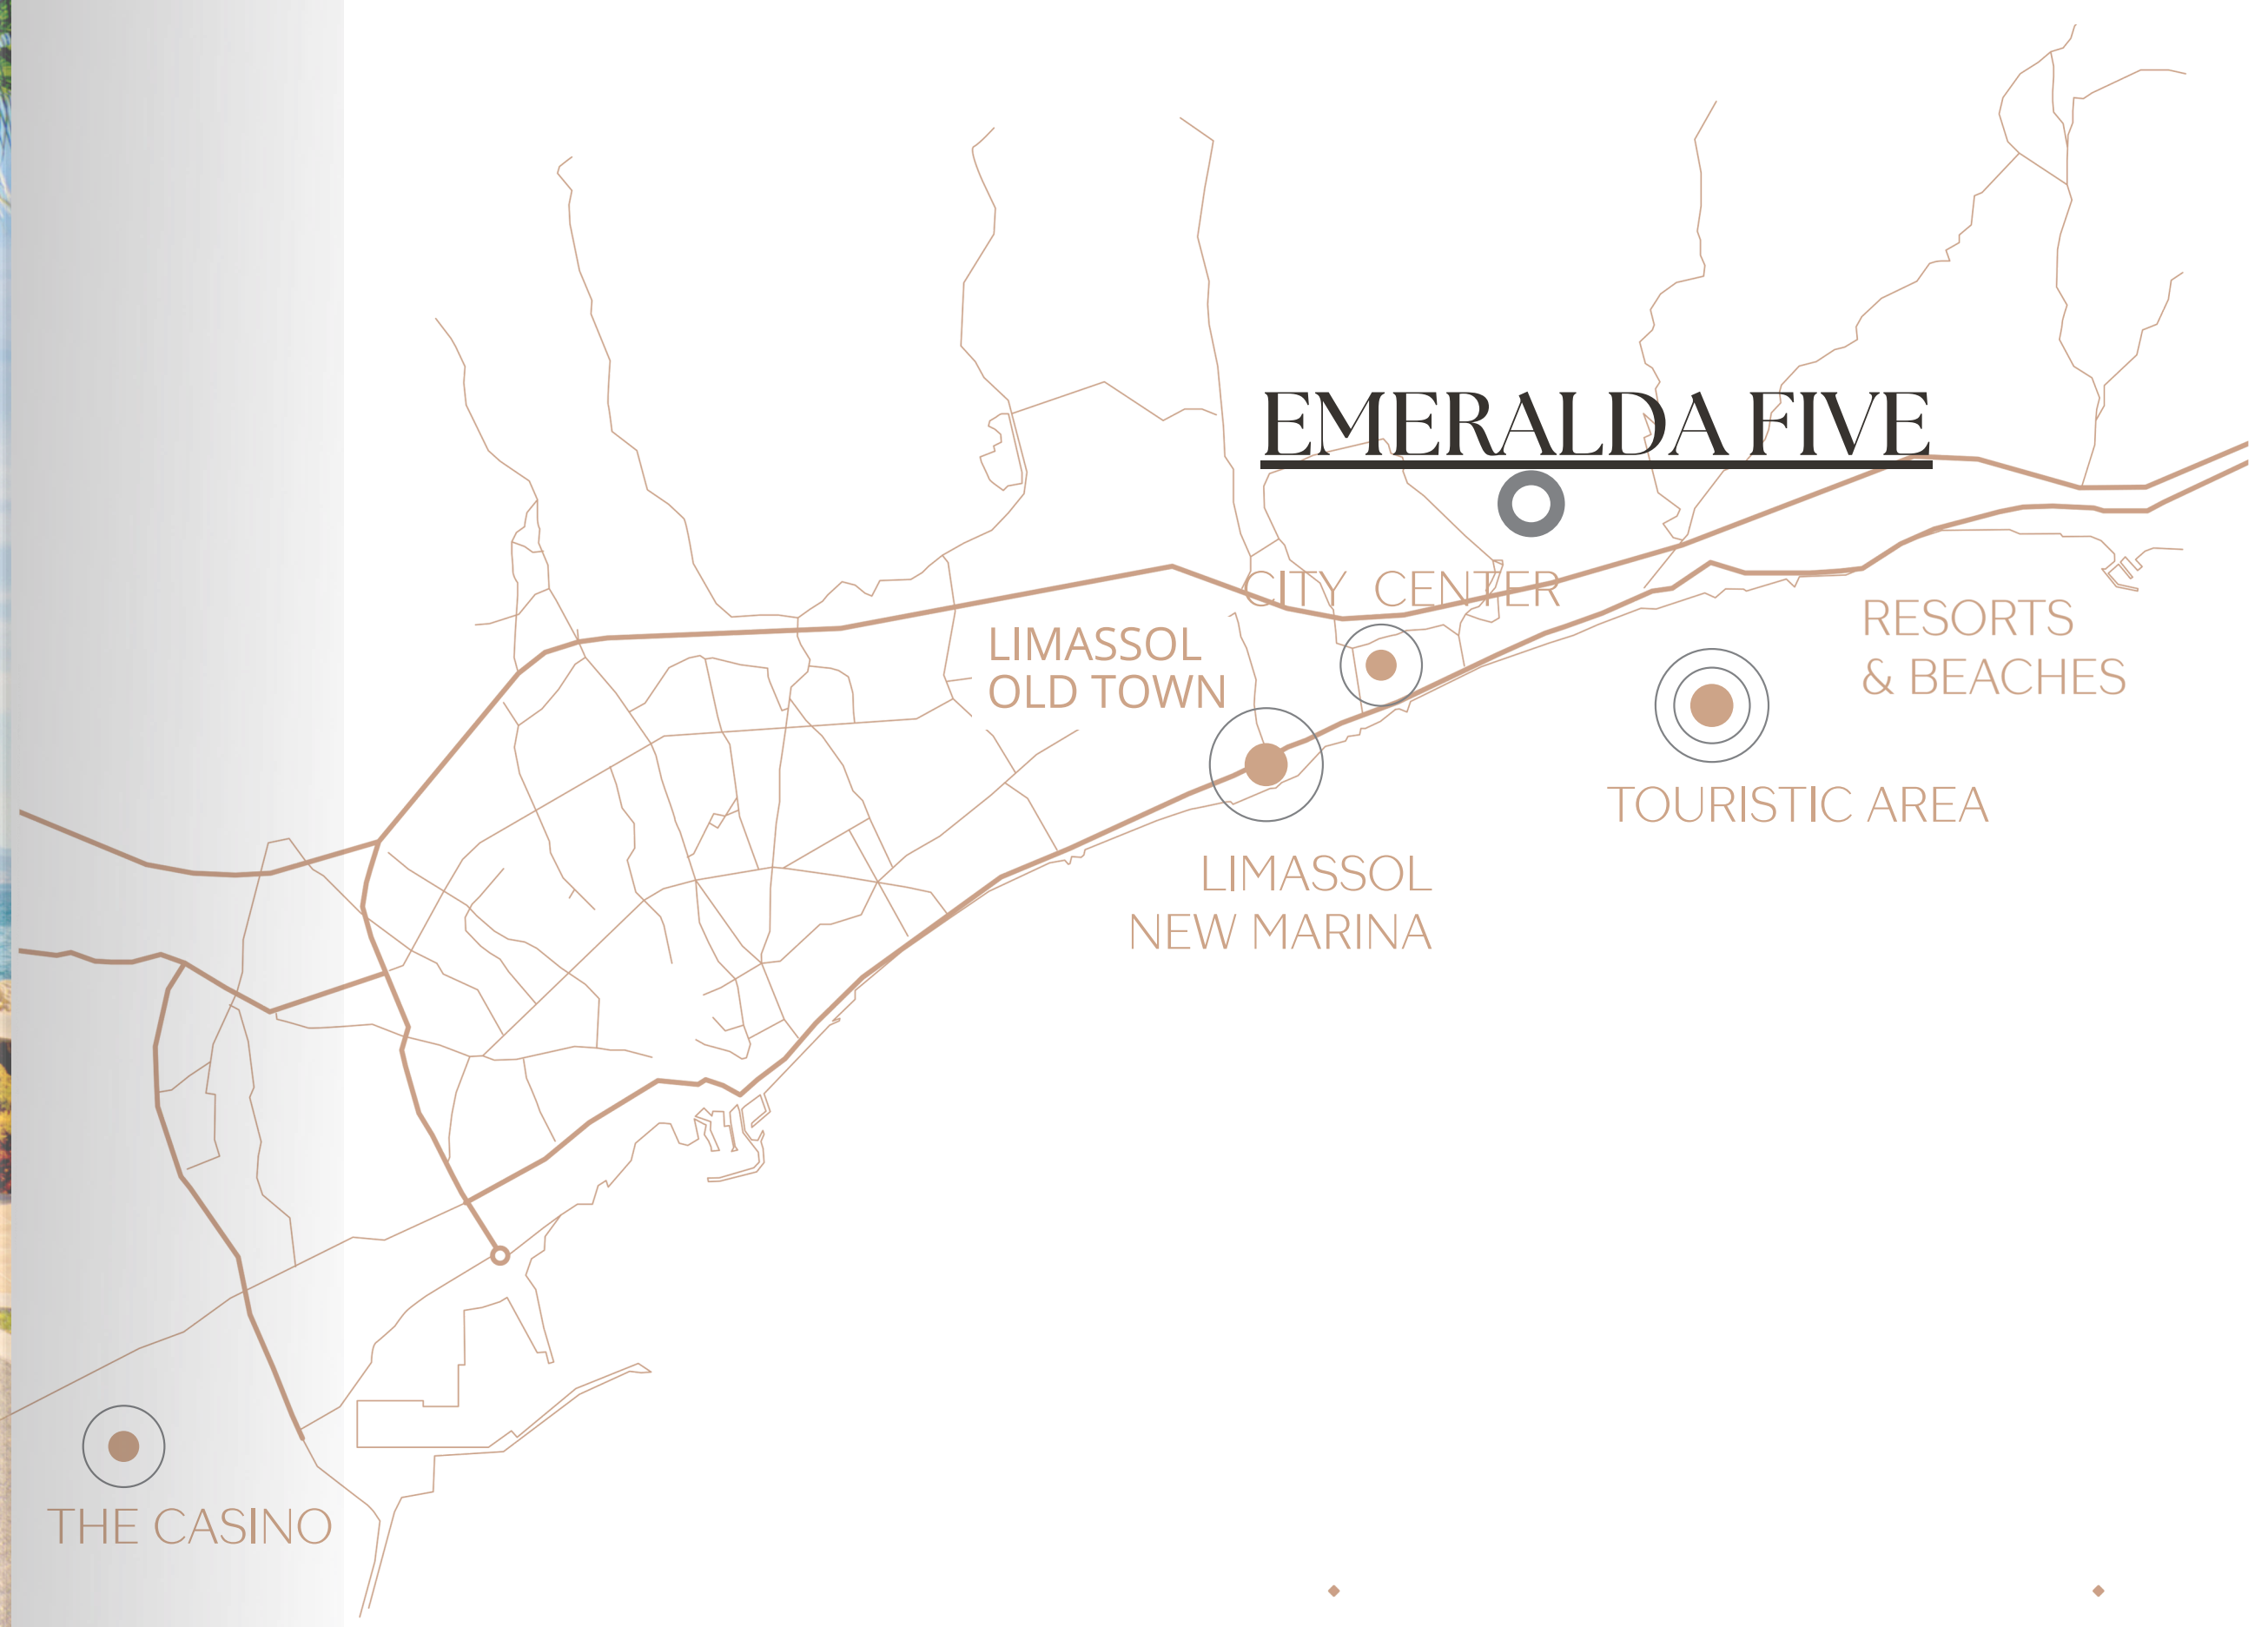 EMERALDA FIVE
CITY CENTER
LIMASSOL
OLD TOWN
RESORTS
& BEACHES
TOURISTIC AREA
LIMASSOL
NEW MARINA
THE CASINO